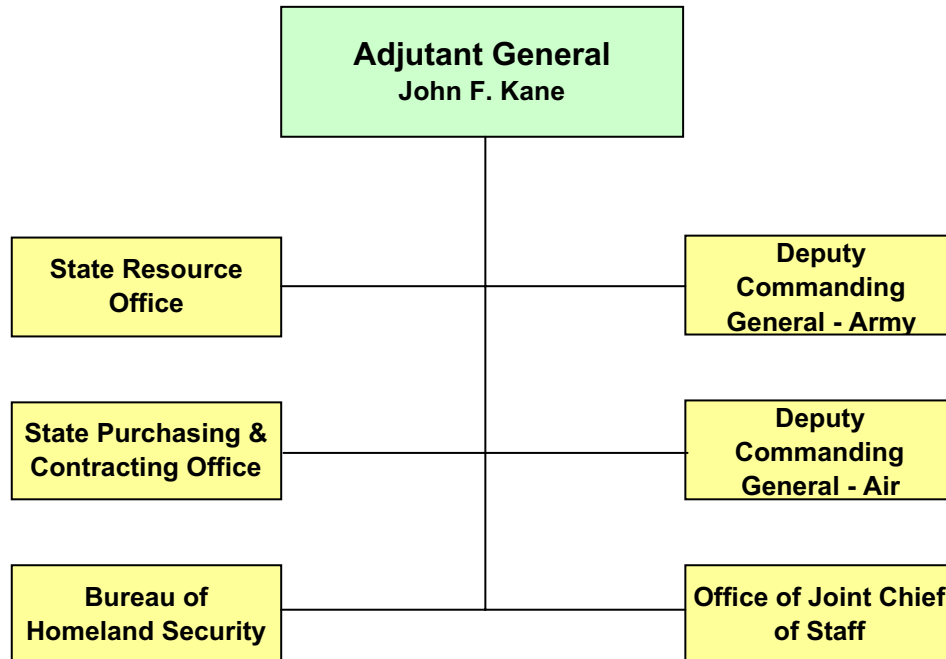 Adjutant General
John F. Kane
State Resource
Office
Deputy
Commanding
General - Army
State Purchasing &
Contracting Office
Deputy
Commanding
General - Air
Bureau of
Homeland Security
Office of Joint Chief
of Staff